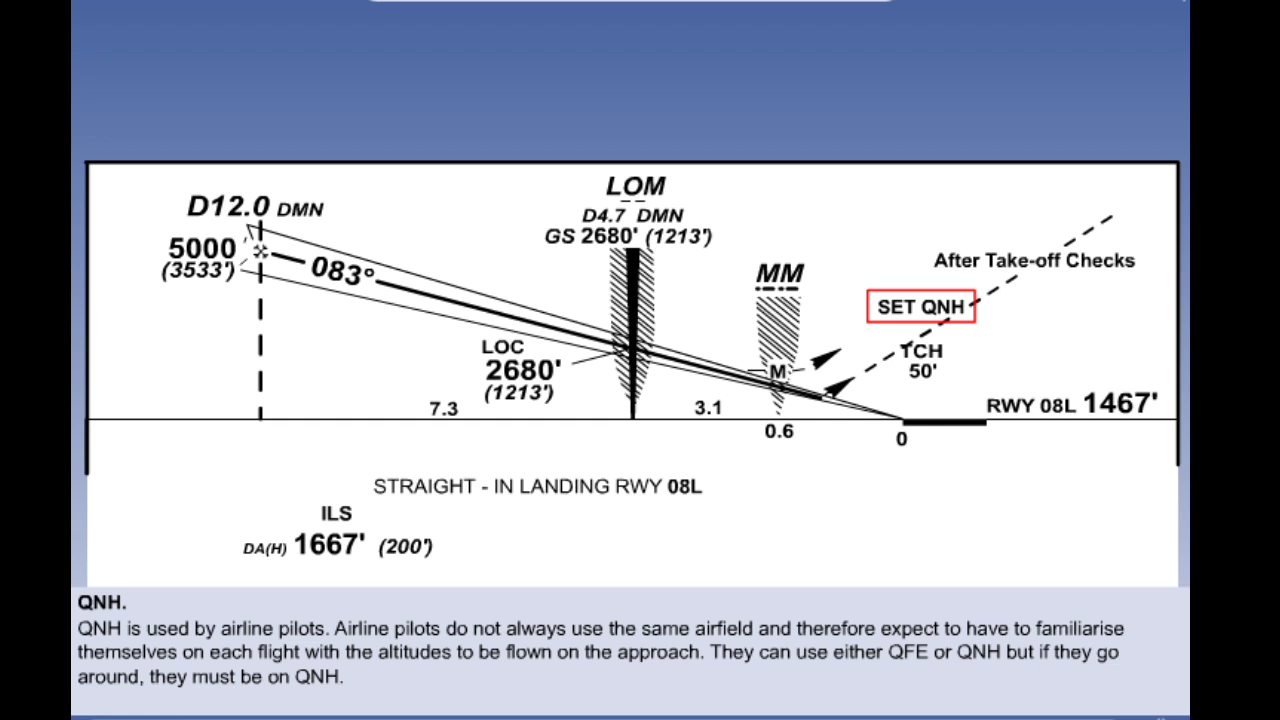 LOM
D12.0 DMN
D4.7 DMN
GS 2680' (1213')
5000
(3533')
083°
MM
After Take-off Checks
SET QNH
LOC
2680'
(1213')
TCH
50'
M
7.3
3.1
RWY 08L 1467'
0.6
0
STRAIGHT - IN LANDING RWY 08L
ILS
DA(H) 1667' (200')
QNH.
QNH is used by airline pilots. Airline pilots do not always use the same airfield and therefore expect to have to familiarise
themselves on each flight with the altitudes to be flown on the approach. They can use either QFE or QNH but if they go
around, they must be on QNH.